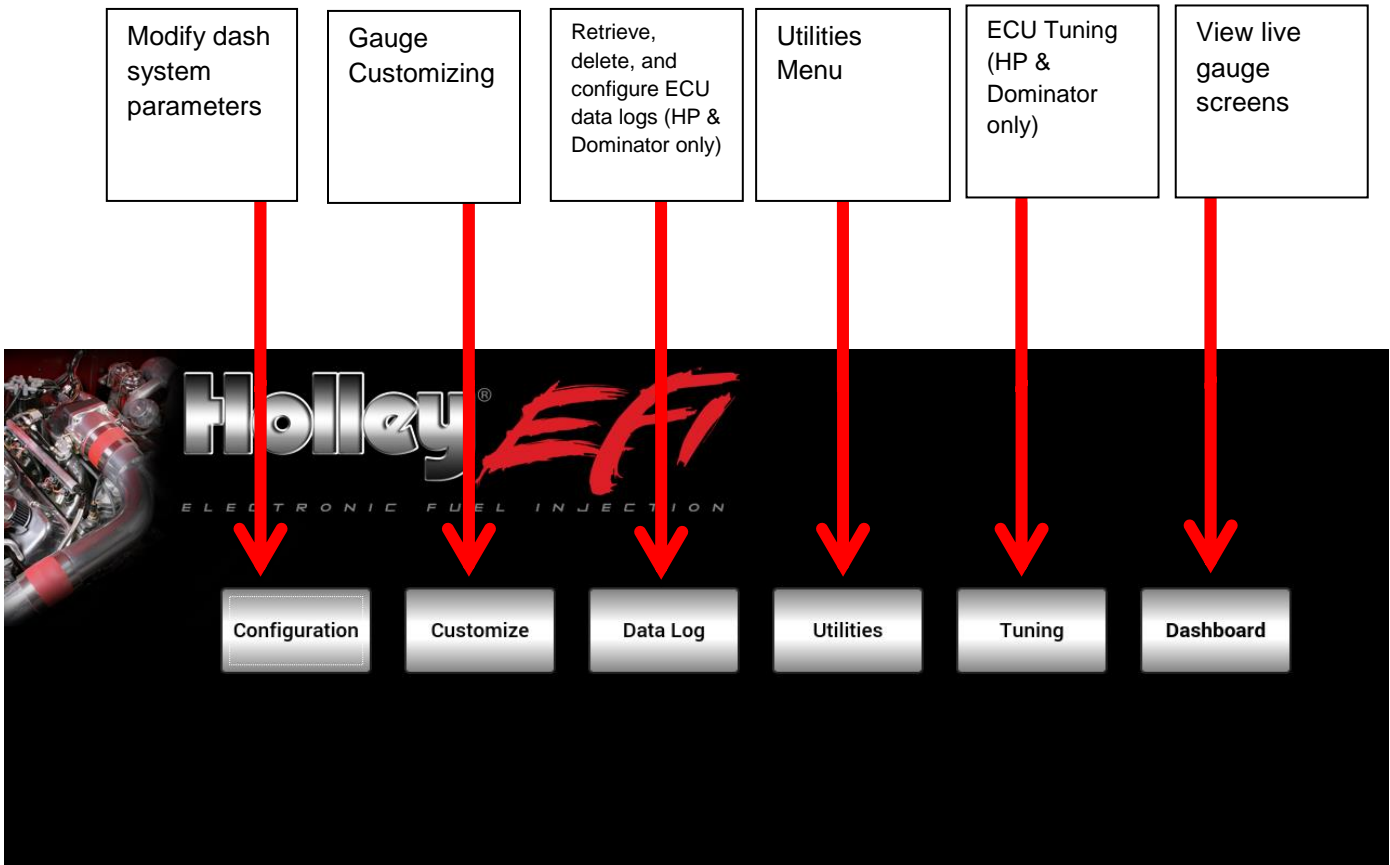 Modify dash
system
parameters
Gauge
Customizing
Retrieve,
delete, and
configure ECU
data logs (HP &
Dominator only)
Utilities
Menu
ECU Tuning
(HP &
Dominator
only)
View live
gauge
screens
Holley® EFI
ELECTRONIC FUEL INJECTION
Configuration
Customize
Data Log
Utilities
Tuning
Dashboard